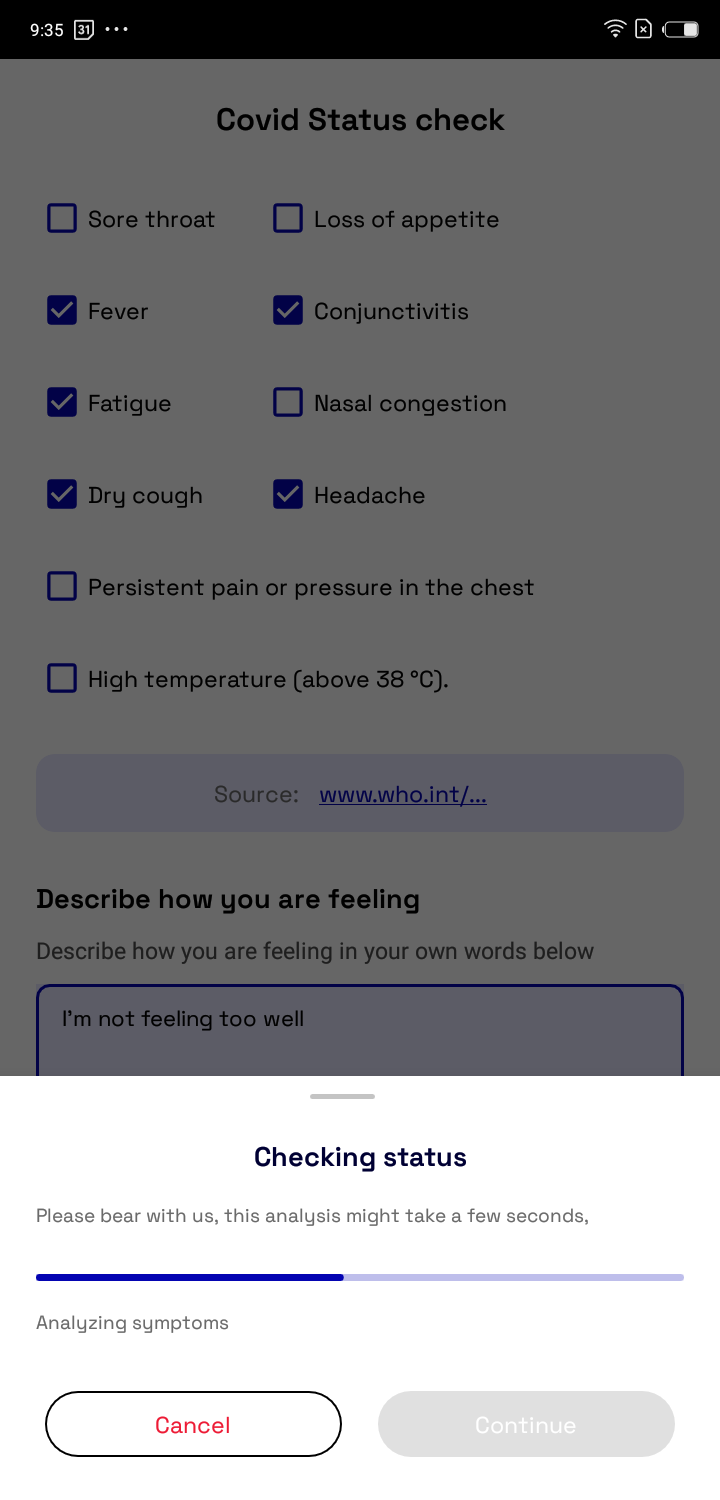 9:35 31
Covid Status check
Sore throat Loss of appetite
Fever Conjunctivitis
Fatigue Nasal congestion
Dry cough Headache
Persistent pain or pressure in the chest
High temperature (above 38 °C).
Source: www.who.int/...
Describe how you are feeling
Describe how you are feeling in your own words below
I'm not feeling too well
Checking status
Please bear with us, this analysis might take a few seconds,
Analyzing symptoms
Cancel Continue